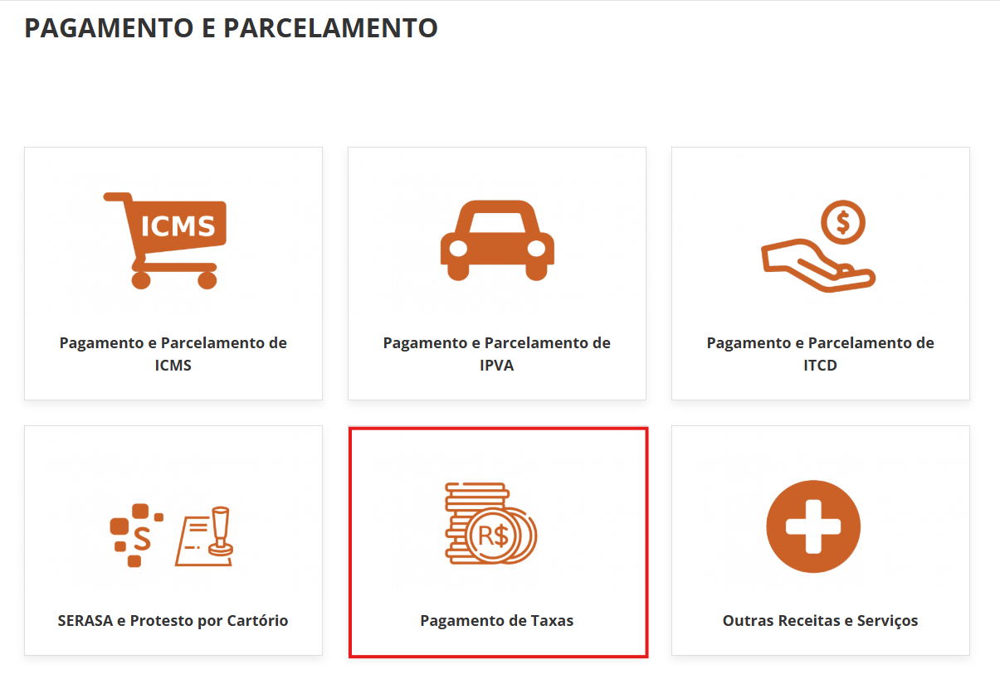 PAGAMENTO E PARCELAMENTO
ICMS
$
Pagamento e Parcelamento de
ICMS
Pagamento e Parcelamento de
IPVA
Pagamento e Parcelamento de
ITCD
S
R$
SERASA e Protesto por Cartório
Pagamento de Taxas
Outras Receitas e Serviços